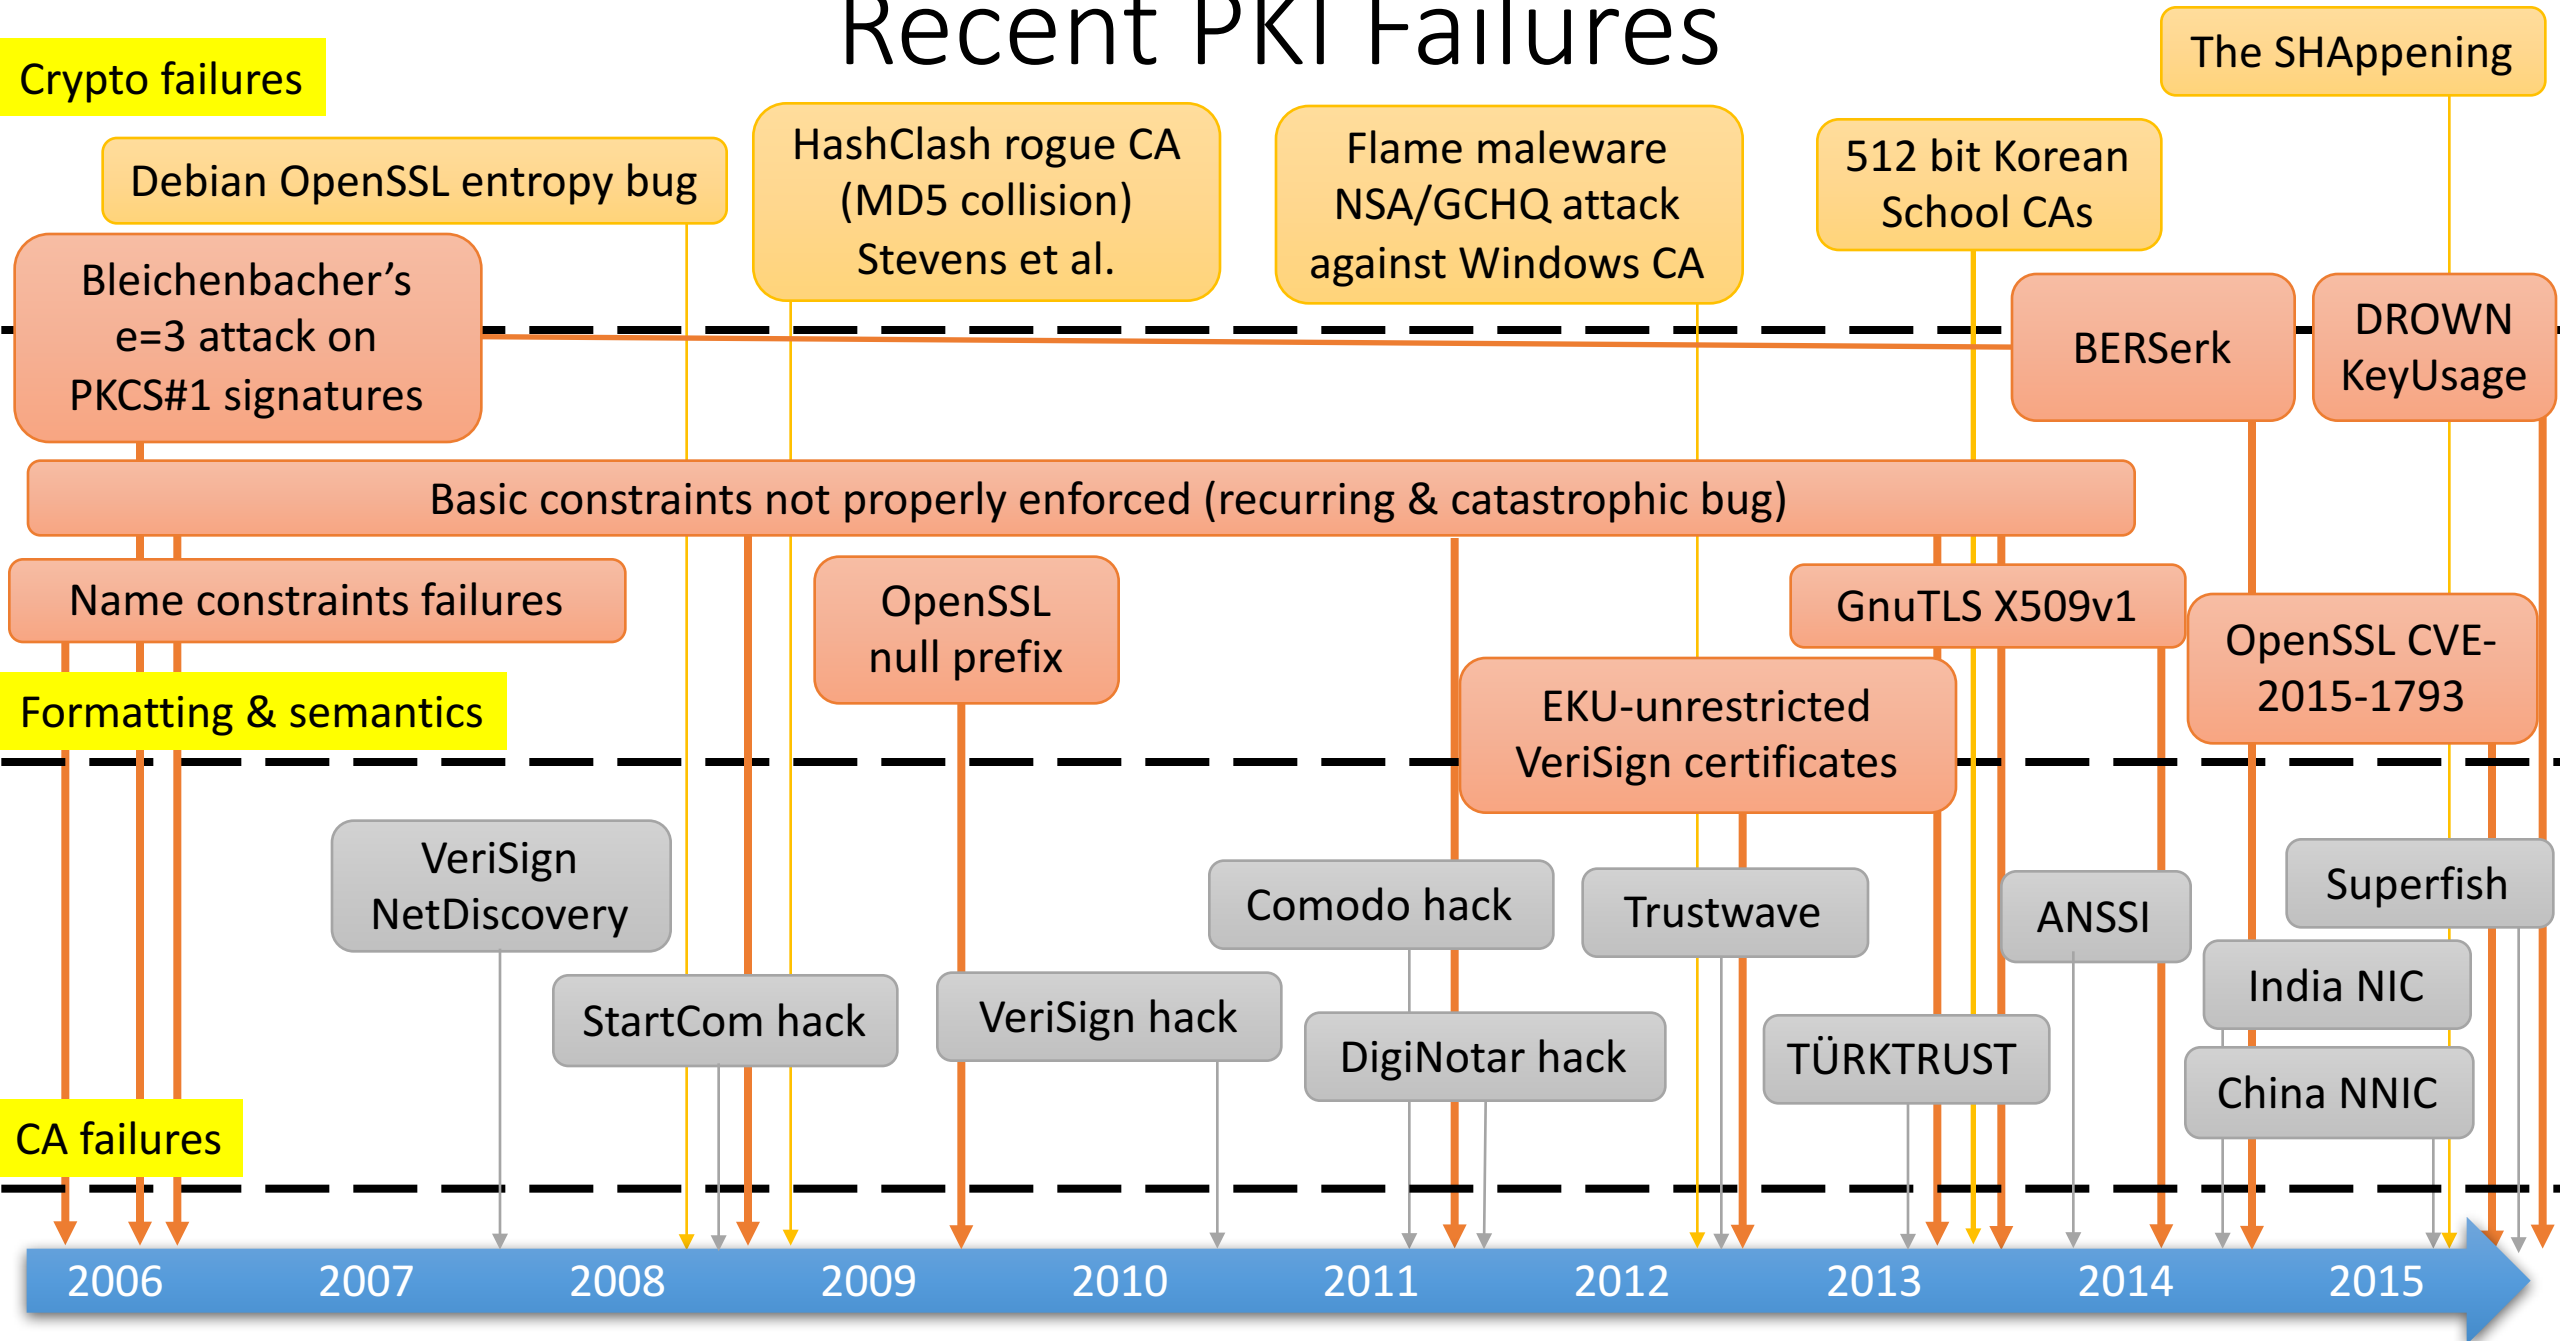 Recent PKI Failures
Crypto failures
The SHAppening
Debian OpenSSL entropy bug
HashClash rogue CA
(MD5 collision)
Stevens et al.
Flame maleware
NSA/GCHQ attack
against Windows CA
512 bit Korean
School CAs
Bleichenbacher’s
e=3 attack on
PKCS#1 signatures
BERSerk
DROWN
KeyUsage
Basic constraints not properly enforced (recurring & catastrophic bug)
Name constraints failures
OpenSSL
null prefix
GnuTLS X509v1
OpenSSL CVE-
2015-1793
Formatting & semantics
EKU-unrestricted
VeriSign certificates
VeriSign
NetDiscovery
Comodo hack
Trustwave
ANSSI
Superfish
StartCom hack
VeriSign hack
DigiNotar hack
TÜRKTRUST
India NIC
China NNIC
CA failures
2006
2007
2008
2009
2010
2011
2012
2013
2014
2015